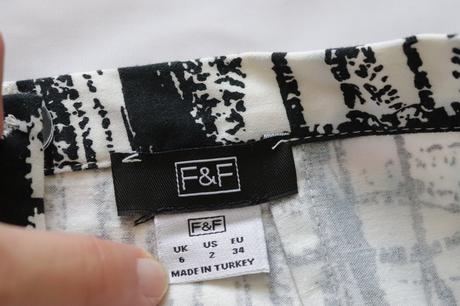 F&F
F&F
UK US EU
6 2 34
MADE IN TURKEY